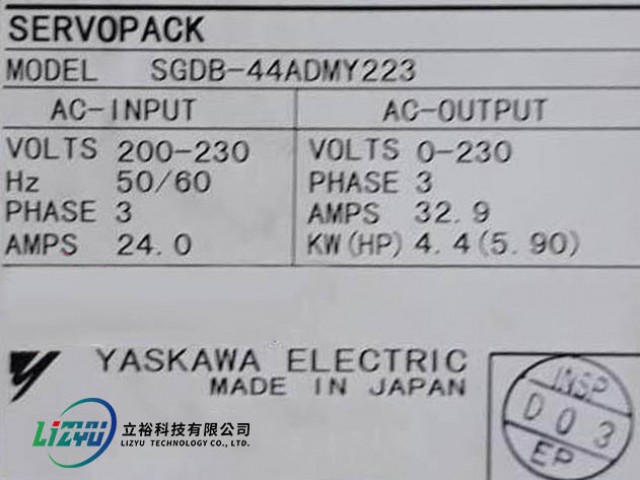 SERVOPACK
MODEL SGDB-44ADMY223
AC-INPUT AC-OUTPUT
VOLTS 200-230 VOLTS 0-230
Hz 50/60 PHASE 3
PHASE 3 AMPS 32.9
AMPS 24.0 KW(HP) 4.4(5.90)
YASKAWA ELECTRIC
MADE IN JAPAN
INSP
D03
EP
LIZYU 立裕科技有限公司
LIZYU TECHNOLOGY CO., LTD.